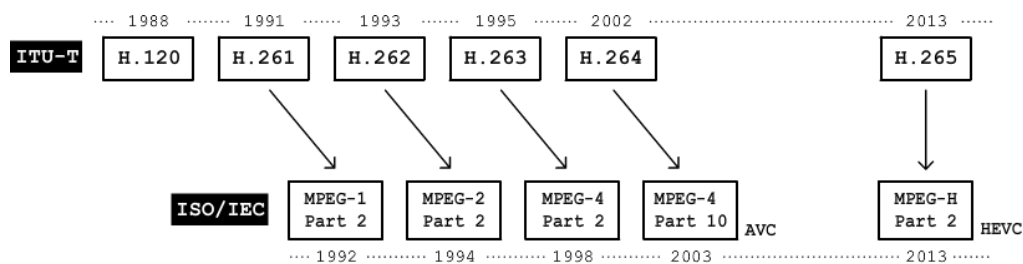 1988 1991 1993 1995 2002 2013
ITU-T H.120 H.261 H.262 H.263 H.264 H.265
ISO/IEC
MPEG-1
Part 2
MPEG-2
Part 2
MPEG-4
Part 2
MPEG-4
Part 10
AVC
MPEG-H
Part 2
HEVC
1992 1994 1998 2003 2013